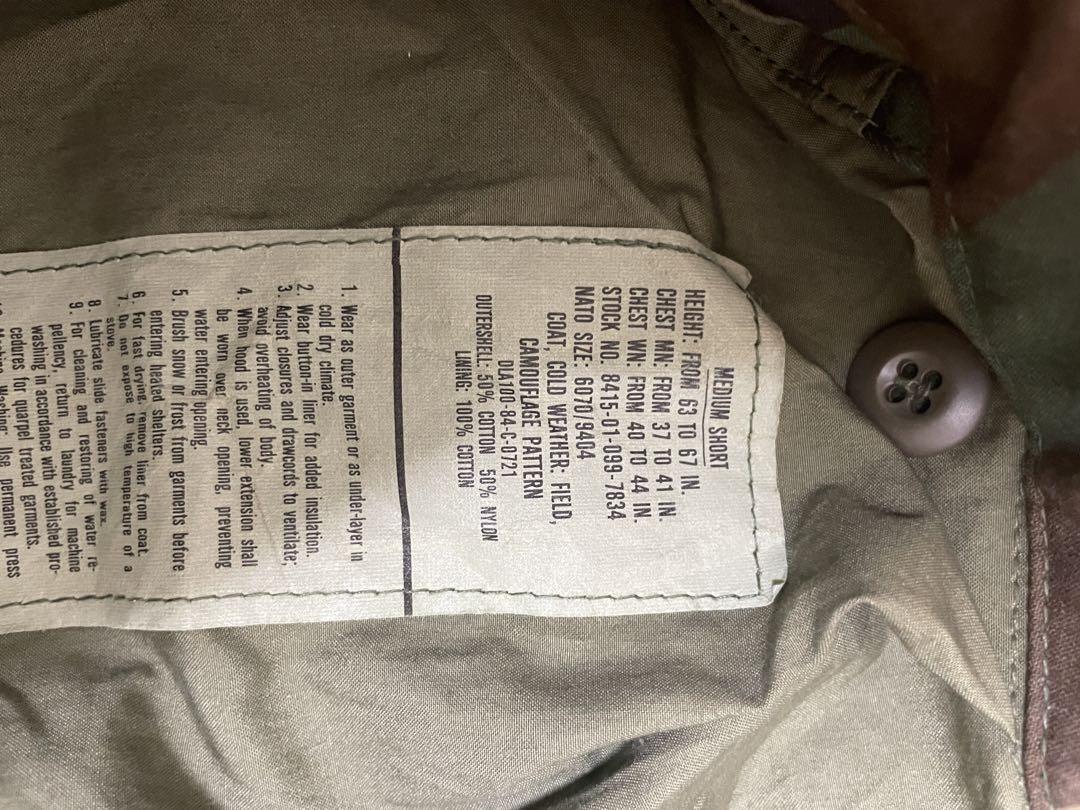 MEDIUM SHORT
HEIGHT: FROM 63 TO 67 IN.
CHEST MN: FROM 37 TO 41 IN.
CHEST WN: FROM 40 TO 44 IN.
STOCK NO. 8415-01-099-7834
NATO SIZE: 6070/9404
COAT, COLD WEATHER: FIELD,
CAMOUFLAGE PATTERN
DLA100-84-C-0721
OUTERSHELL: 50% COTTON 50% NYLON
LINING: 100% COTTON
1. Wear as outer garment or as under-layer in
cold dry climate.
2. Wear button-in liner for added insulation.
3. Adjust closures and drawcords to ventilate;
avoid overheating of body.
4. When hood is used, lower extension shall
be worn over neck opening, preventing
water entering opening.
5. Brush snow or frost from garments before
entering heated shelters.
6. For fast drying, remove liner from coat.
7. Do not expose to high temperature of a
stove.
8. Lubricate slide fasteners with wax.
9. For cleaning and restoring of water re-
pelency, return to laundry for machine
washing in accordance with established pro-
cedures for quarpel treated garments.
Machine Washing: Use permanent press